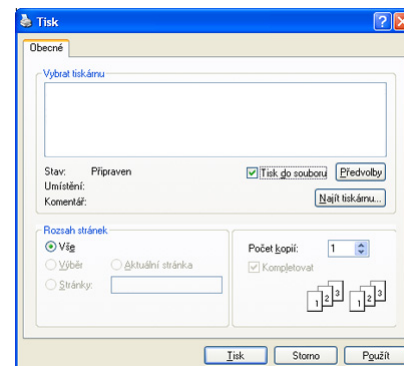 Tisk
Obecné
Vybrat tiskárnu
Stav: Připraven
Tisk do souboru
Předvolby
Umístění:
Komentář:
Najít tiskárnu...
Rozsah stránek
Vše
Výběr
Aktuální stránka
Stránky:
Počet kopií: 1
Kompletovat
1 2 3 1 2 3
Tisk Storno Použít